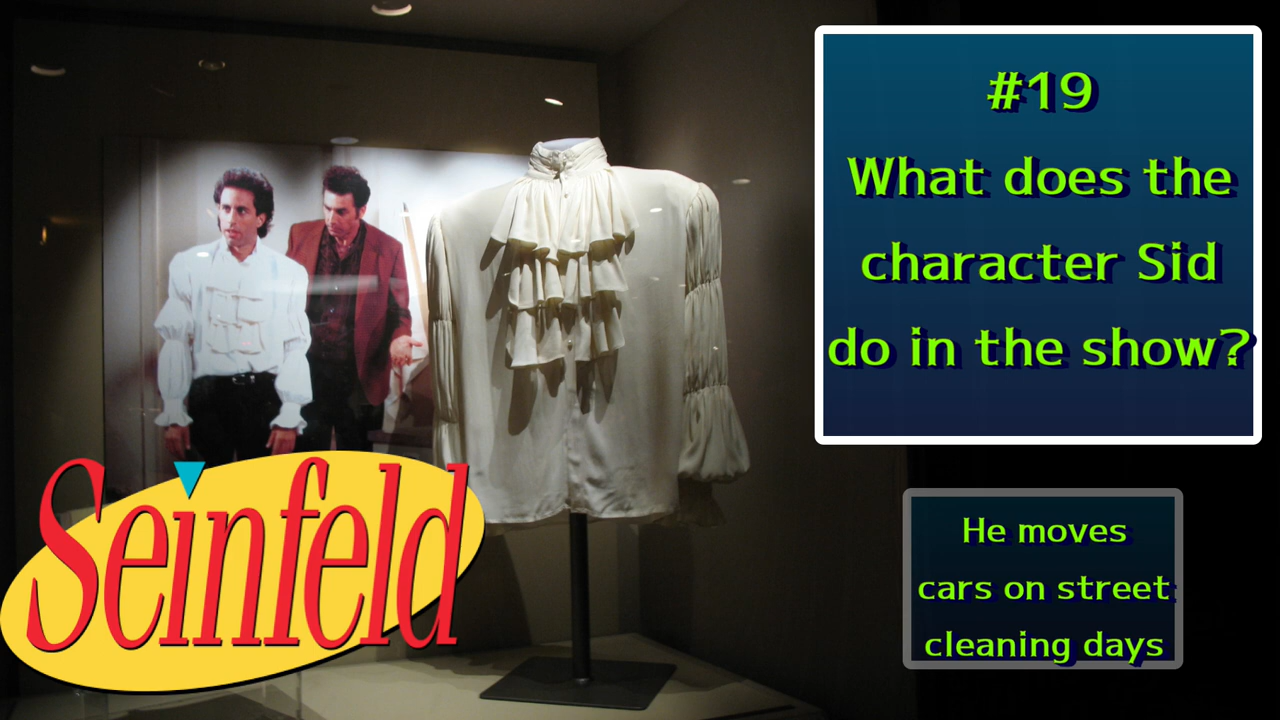 #19
What does the
character Sid
do in the show?
He moves
cars on street
cleaning days
Seinfeld